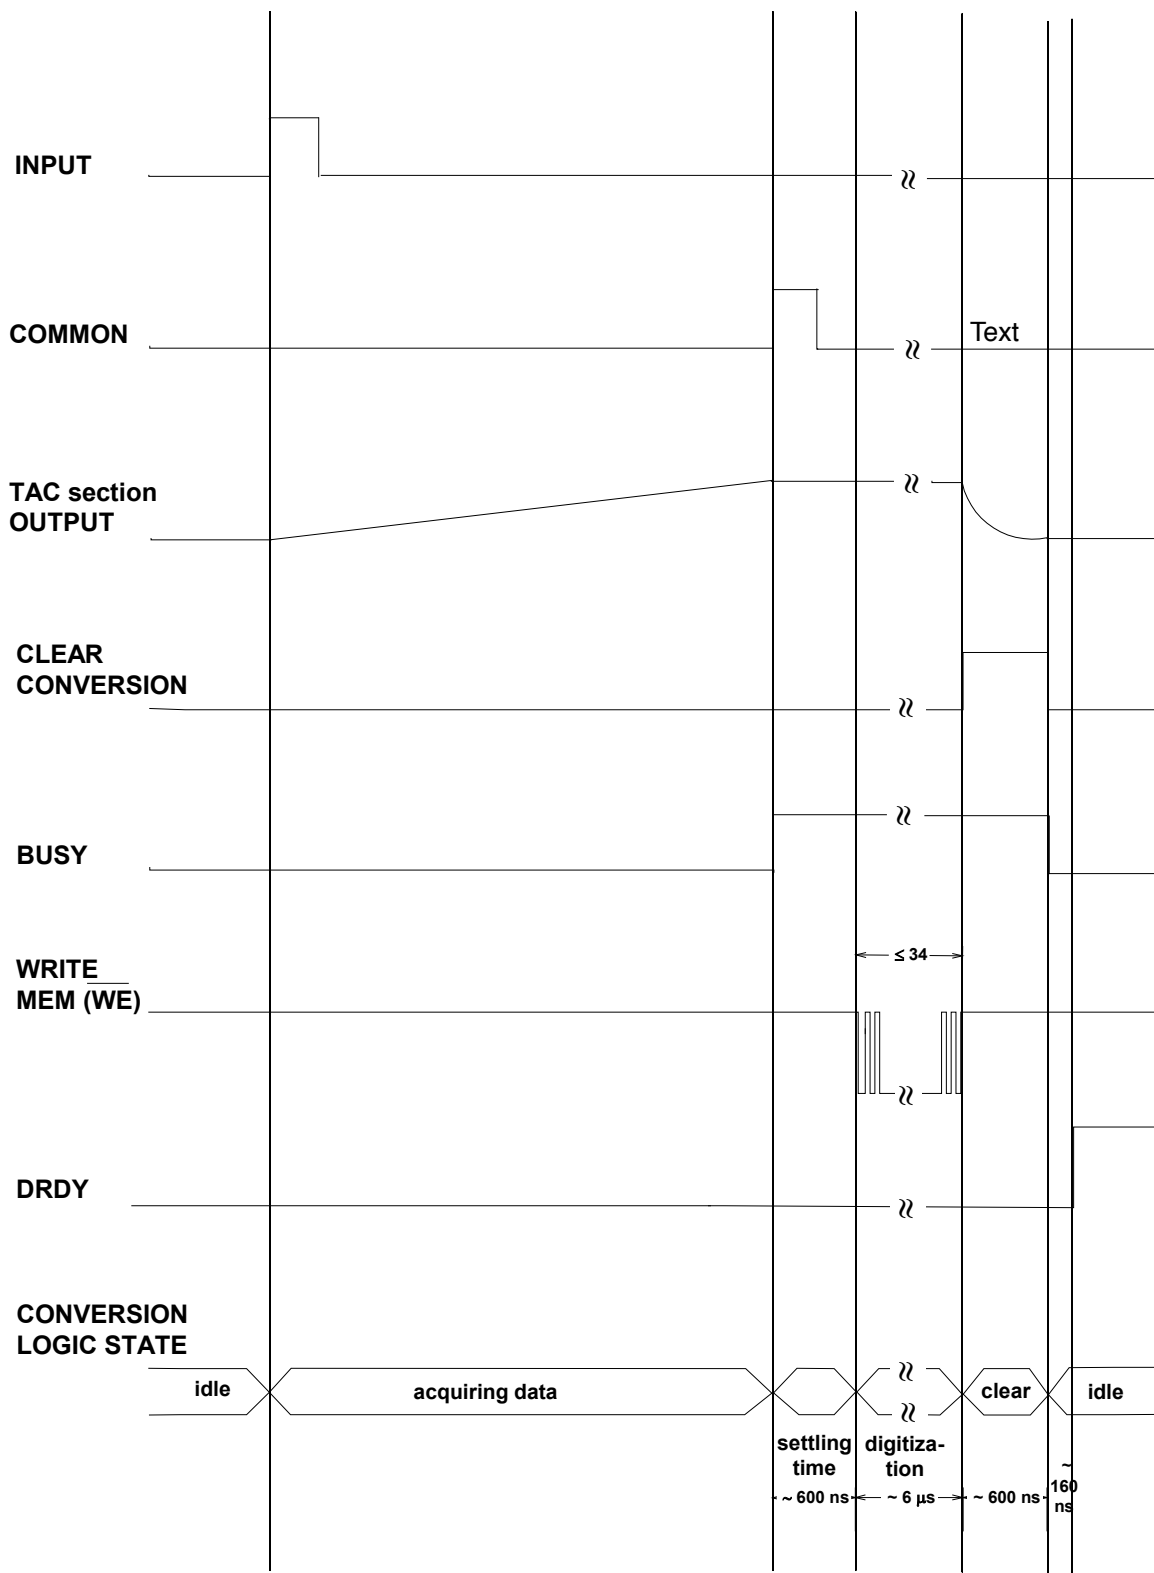 INPUT
COMMON
Text
TAC section
OUTPUT
CLEAR
CONVERSION
BUSY
≤ 34
WRITE
MEM (W̅E̅)
DRDY
CONVERSION
LOGIC STATE
idle
acquiring data
clear
idle
settling
time
digitiza-
tion
~ 600 ns
~ 6 µs
~ 600 ns
~
160
ns